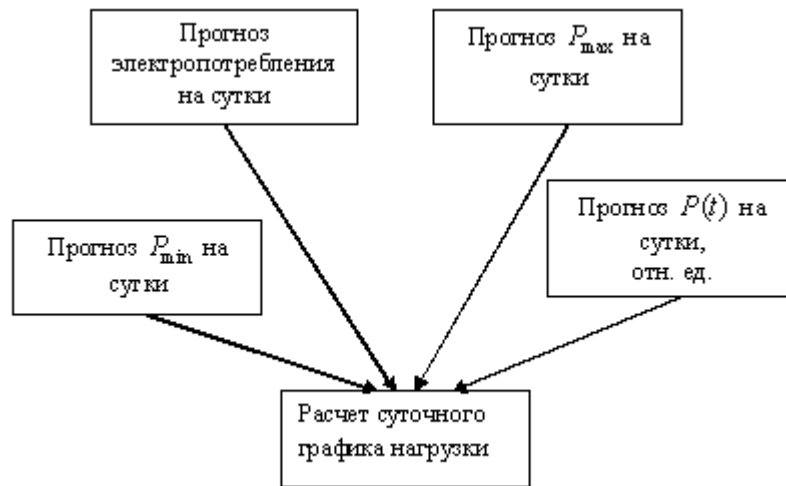 Прогноз
электропотребления
на сутки
Прогноз P_max на
сутки
Прогноз P_min на
сутки
Прогноз P(t) на
сутки,
отн. ед.
Расчет суточного
графика нагрузки